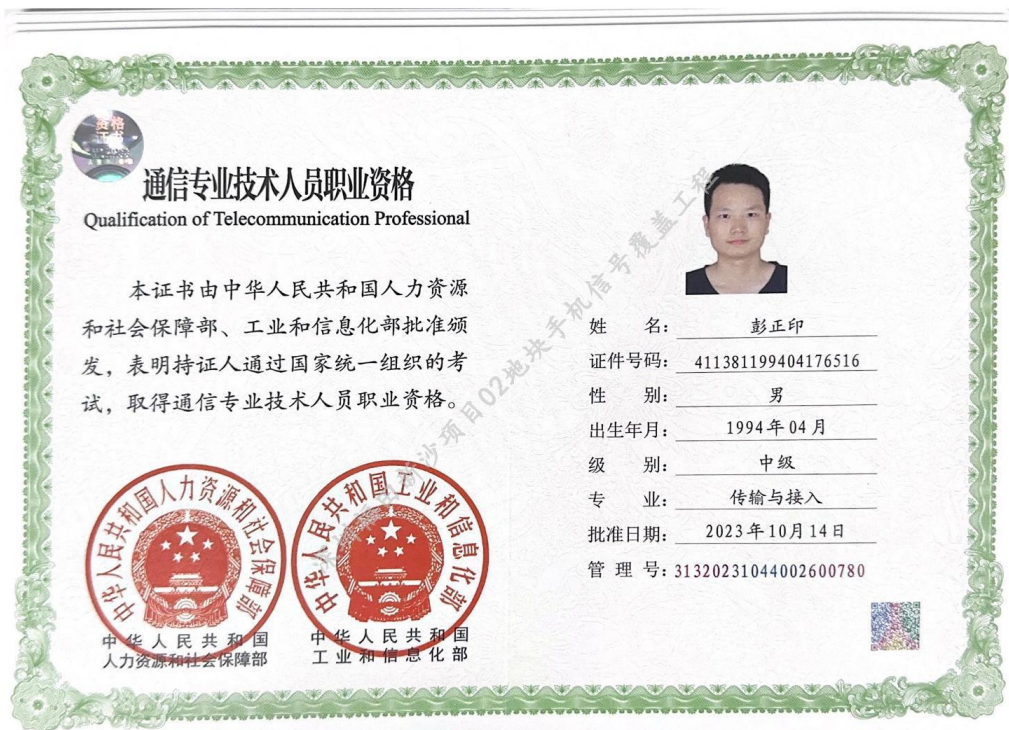 资格
通信专业技术人员职业资格
Qualification of Telecommunication Professional
本证书由中华人民共和国人力资源
和社会保障部、工业和信息化部批准颁
发，表明持证人通过国家统一组织的考
试，取得通信专业技术人员职业资格。
中华人民共和国人力资源和社会保障部
中华人民共和国
人力资源和社会保障部
中华人民共和国工业和信息化部
中华人民共和国
工业和信息化部
沙项目02地块手机信号覆盖工程
姓 名： 彭正印
证件号码： 411381199404176516
性 别： 男
出生年月： 1994年04月
级 别： 中级
专 业： 传输与接入
批准日期： 2023年10月14日
管 理 号：31320231044002600780